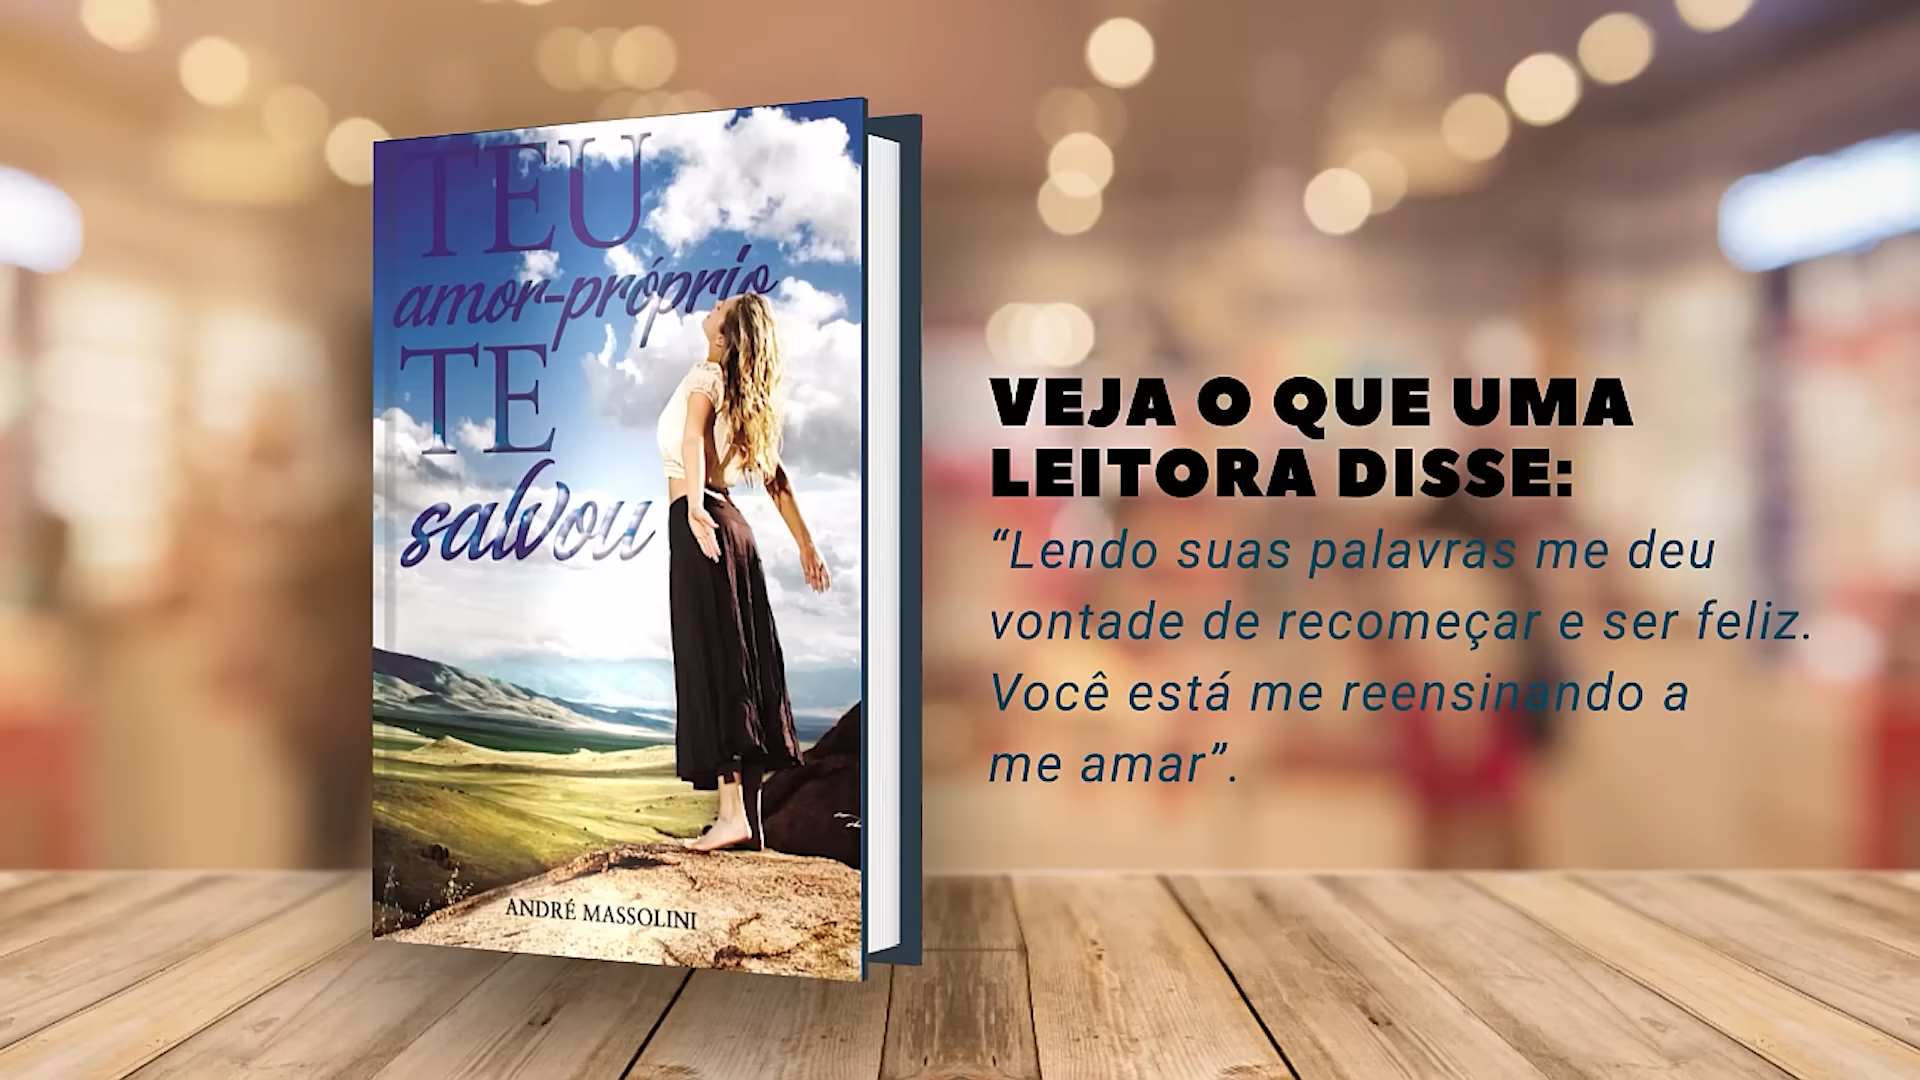 TEU
amor-próprio
TE
salvou
ANDRÉ MASSOLINI
VEJA O QUE UMA
LEITORA DISSE:
“Lendo suas palavras me deu
vontade de recomeçar e ser feliz.
Você está me reensinando a
me amar”.